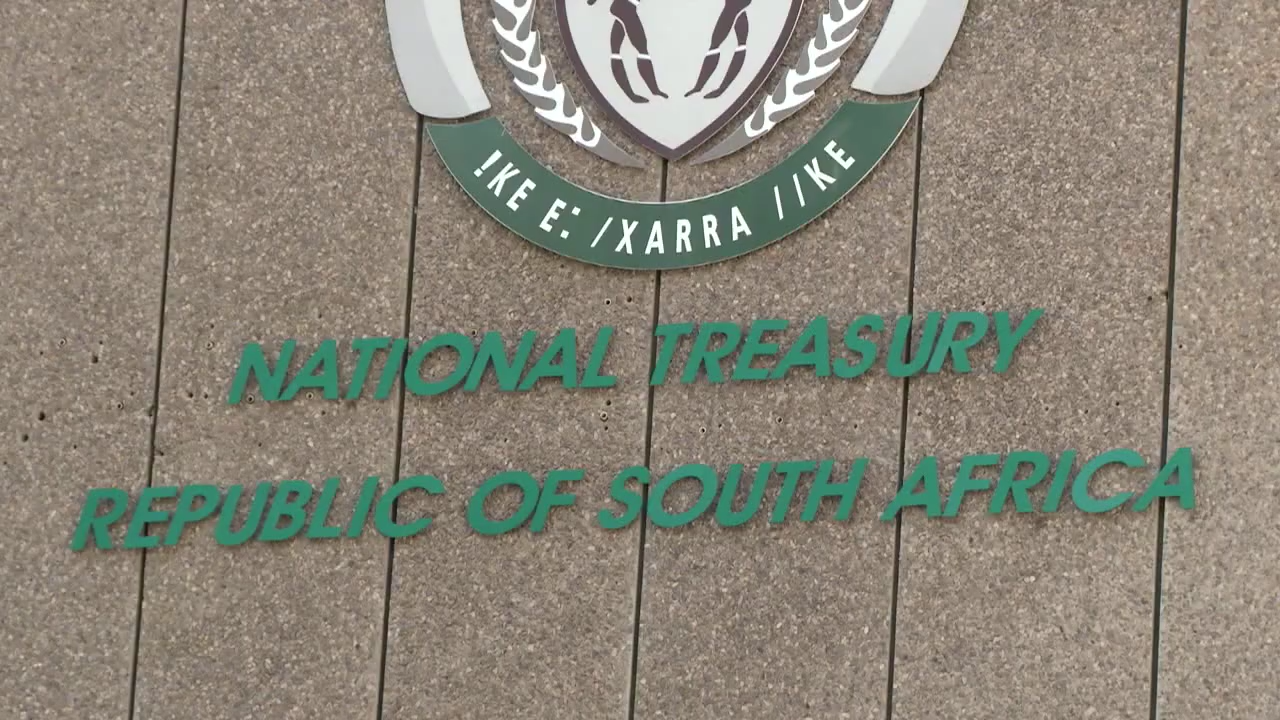 !KE E: /XARRA //KE
NATIONAL TREASURY
REPUBLIC OF SOUTH AFRICA